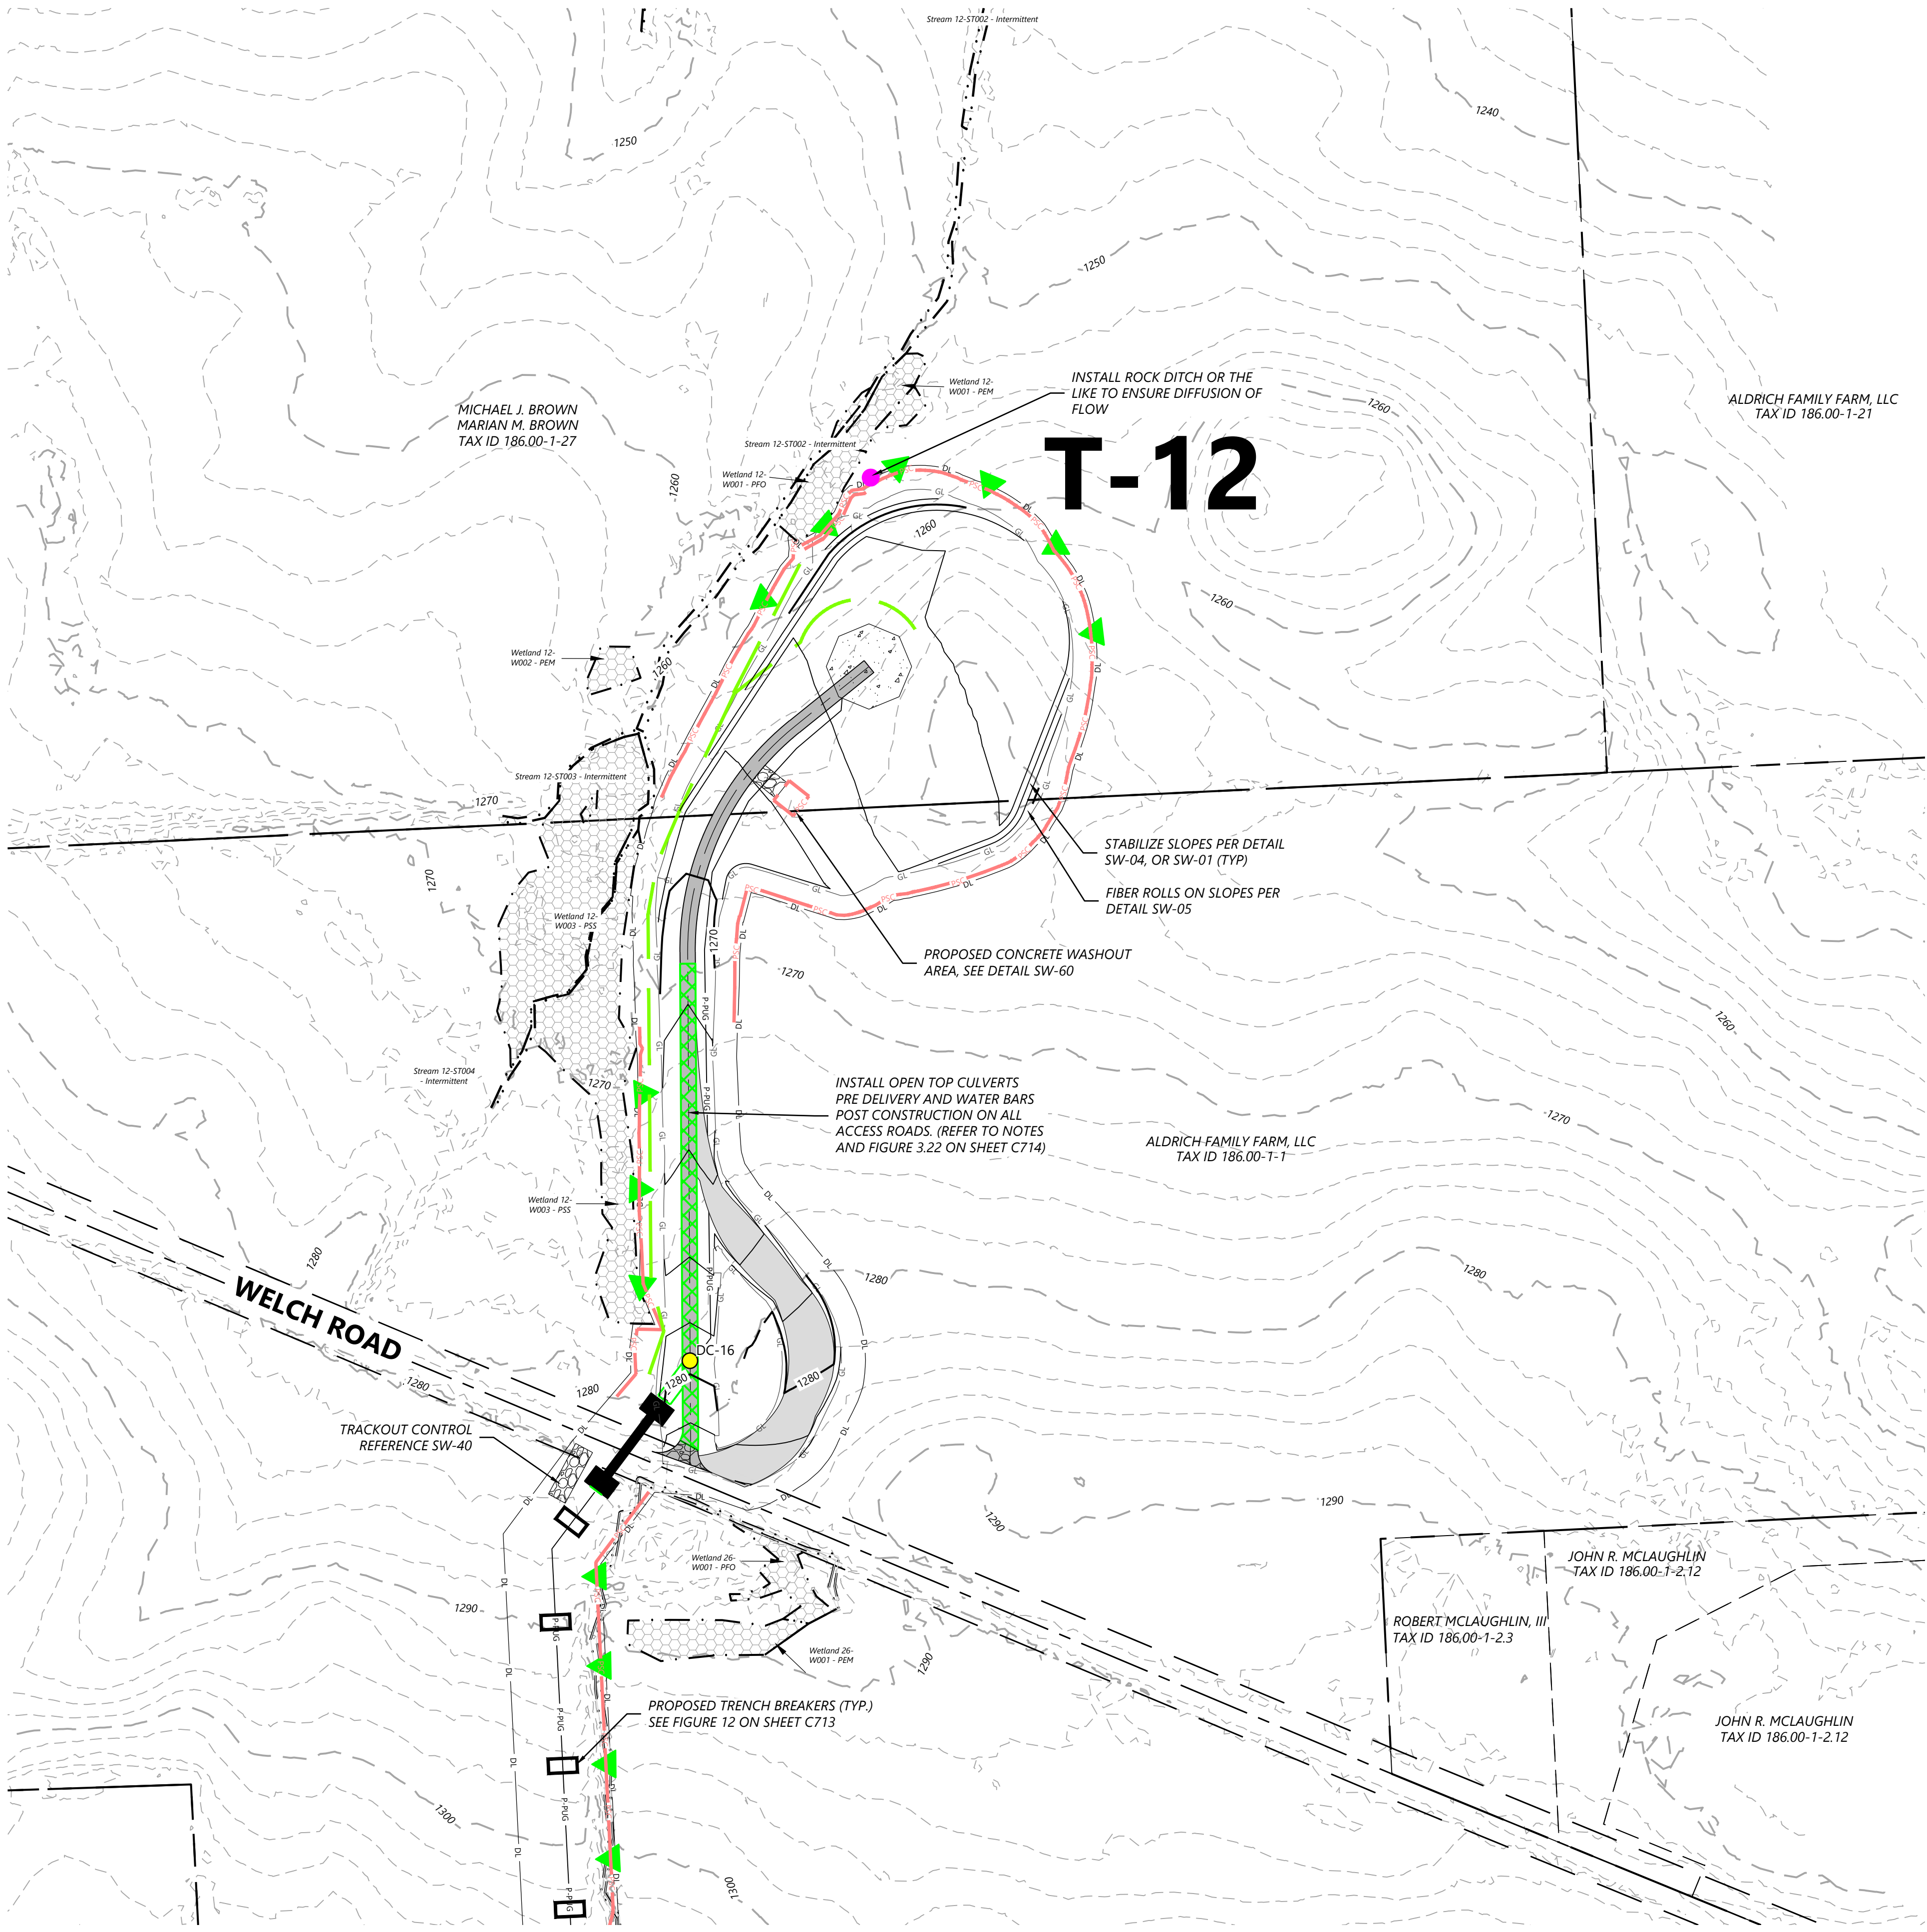 Stream 12-ST002 - Intermittent
1240
1250
1250
MICHAEL J. BROWN
MARIAN M. BROWN
TAX ID 186.00-1-27
Wetland 12-
W001 - PEM
INSTALL ROCK DITCH OR THE
LIKE TO ENSURE DIFFUSION OF
FLOW
1260
ALDRICH FAMILY FARM, LLC
TAX ID 186.00-1-21
Stream 12-ST002 - Intermittent
T-12
Wetland 12-
W001 - PFO
1260
1260
1260
Wetland 12-
W002 - PEM
1260
Stream 12-ST003 - Intermittent
1270
STABILIZE SLOPES PER DETAIL
SW-04, OR SW-01 (TYP)
FIBER ROLLS ON SLOPES PER
DETAIL SW-05
1270
Wetland 12-
W003 - PSS
1270
PROPOSED CONCRETE WASHOUT
AREA, SEE DETAIL SW-60
1270
1260
Stream 12-ST004
- Intermittent
1270
INSTALL OPEN TOP CULVERTS
PRE DELIVERY AND WATER BARS
POST CONSTRUCTION ON ALL
ACCESS ROADS. (REFER TO NOTES
AND FIGURE 3.22 ON SHEET C714)
1270
ALDRICH FAMILY FARM, LLC
TAX ID 186.00-1-1
Wetland 12-
W003 - PSS
P-PUG
P-PUG
P-PUG
1280
WELCH ROAD
1280
1280
DC-16
1280
1280
1280
1280
TRACKOUT CONTROL
REFERENCE SW-40
1290
1290
Wetland 26-
W001 - PFO
JOHN R. MCLAUGHLIN
TAX ID 186.00-1-2.12
1290
P-PUG
ROBERT MCLAUGHLIN, III
TAX ID 186.00-1-2.3
Wetland 26-
W001 - PEM
1290
PROPOSED TRENCH BREAKERS (TYP.)
SEE FIGURE 12 ON SHEET C713
P-PUG
JOHN R. MCLAUGHLIN
TAX ID 186.00-1-2.12
1300
P-PUG
1300
P-PUG
DL
GL
PSC